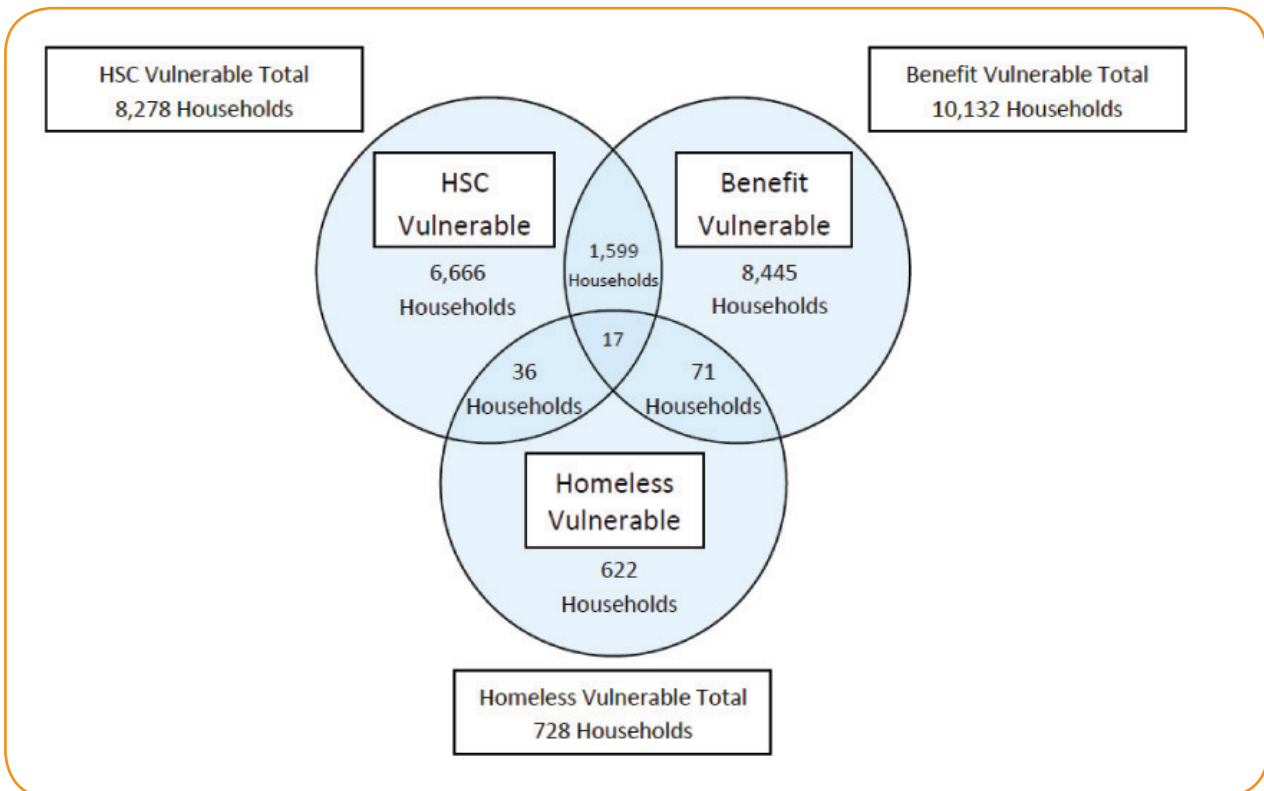 HSC Vulnerable Total
8,278 Households
Benefit Vulnerable Total
10,132 Households
HSC
Vulnerable
6,666
Households
1,599
Households
Benefit
Vulnerable
8,445
Households
17
36
Households
71
Households
Homeless
Vulnerable
622
Households
Homeless Vulnerable Total
728 Households